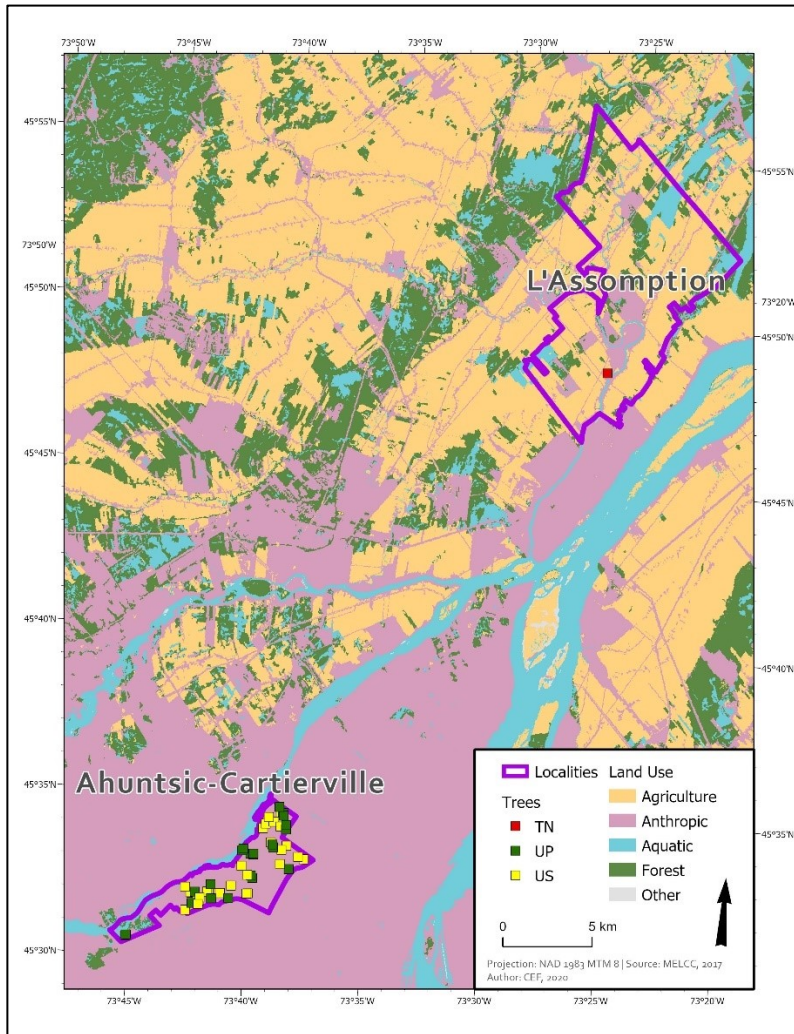 73°50'W 73°45'W 73°40'W 73°35'W 73°30'W 73°25'W
45°55'N
45°55'N
73°50'W
L'Assomption
45°50'N
73°20'W
45°50'N
45°45'N
45°45'N
45°40'N
45°40'N
Ahuntsic-Cartierville
45°35'N
45°35'N
45°30'N
Localities
Trees
TN
UP
US
Land Use
Agriculture
Anthropic
Aquatic
Forest
Other
0 5 km
Projection: NAD 1983 MTM 8 | Source: MELCC, 2017
Author: CEF, 2020
73°45'W 73°40'W 73°35'W 73°30'W 73°25'W 73°20'W